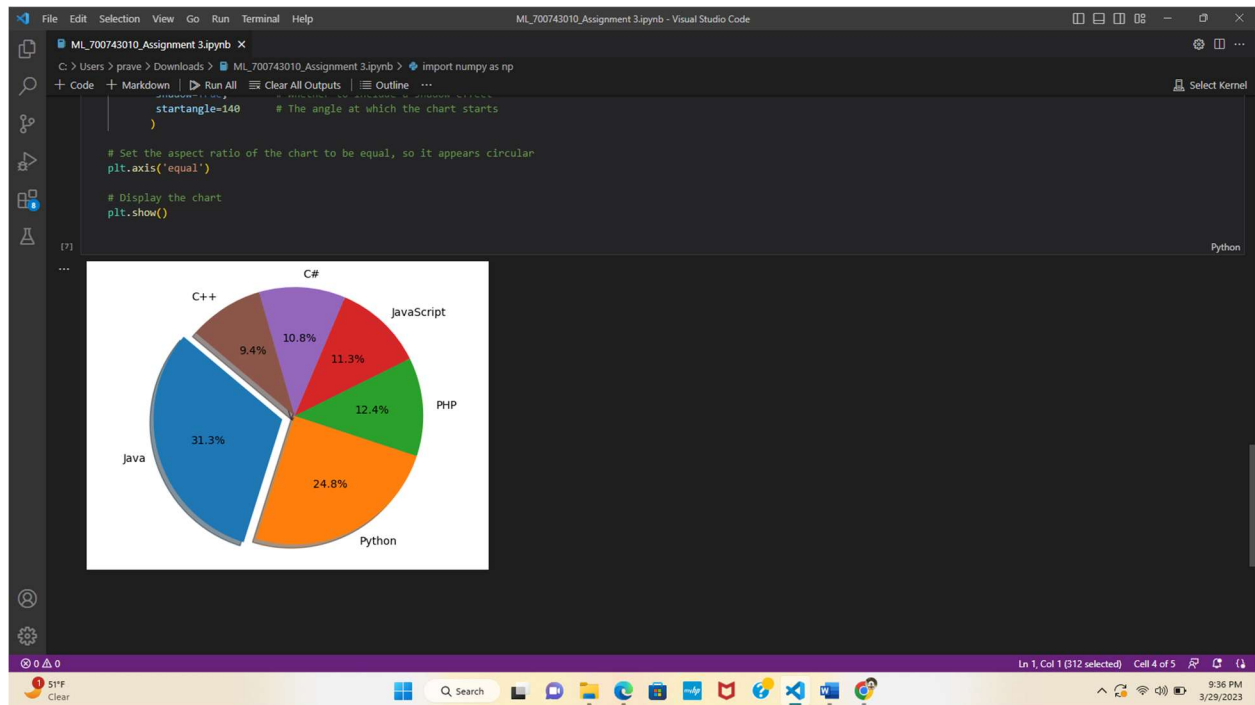 File Edit Selection View Go Run Terminal Help ML_700743010_Assignment 3.ipynb - Visual Studio Code
ML_700743010_Assignment 3.ipynb
C: > Users > prave > Downloads > ML_700743010_Assignment 3.ipynb > import numpy as np
+ Code + Markdown Run All Clear All Outputs Outline ... Select Kernel
startangle=140 # The angle at which the chart starts
)
# Set the aspect ratio of the chart to be equal, so it appears circular
plt.axis('equal')
# Display the chart
plt.show()
[7] Python
...
C#
C++
JavaScript
10.8%
9.4%
11.3%
PHP
12.4%
31.3%
Java
24.8%
Python
8
0 0 Ln 1, Col 1 (312 selected) Cell 4 of 5
1 51°F
Clear
Search
9:36 PM
3/29/2023